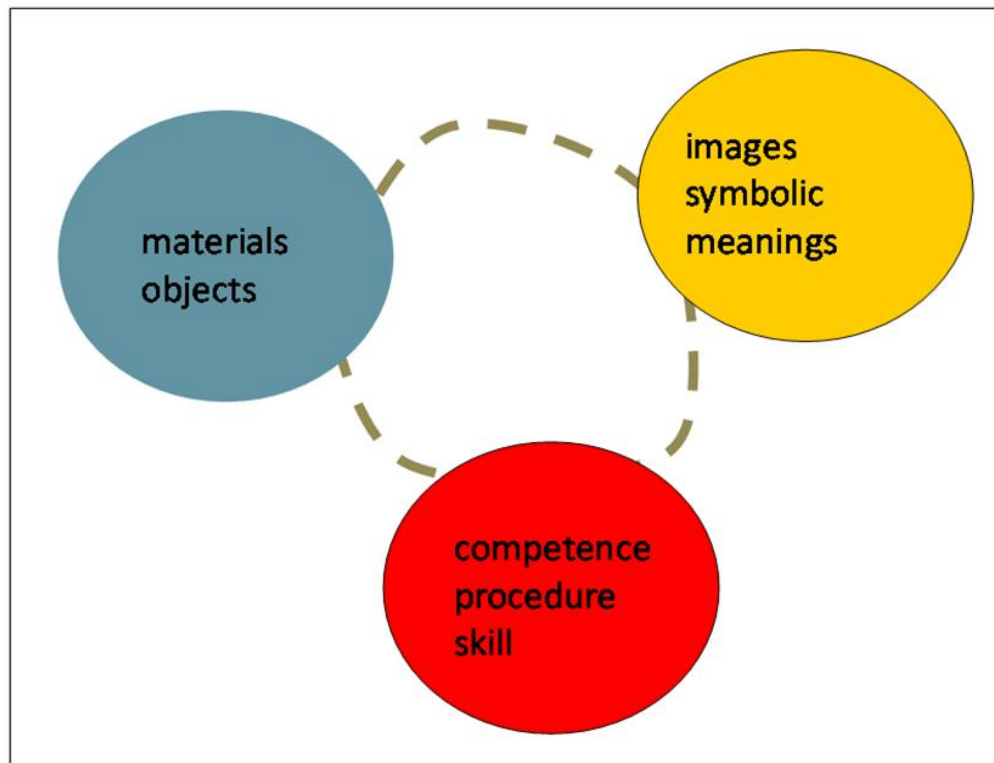 materials
objects
images
symbolic
meanings
competence
procedure
skill